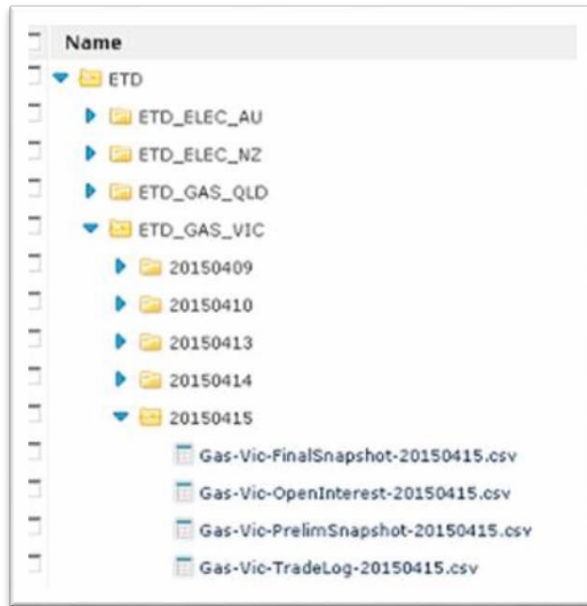 Name
ETD
ETD_ELEC_AU
ETD_ELEC_NZ
ETD_GAS_QLD
ETD_GAS_VIC
20150409
20150410
20150413
20150414
20150415
Gas-Vic-FinalSnapshot-20150415.csv
Gas-Vic-OpenInterest-20150415.csv
Gas-Vic-PrelimSnapshot-20150415.csv
Gas-Vic-TradeLog-20150415.csv